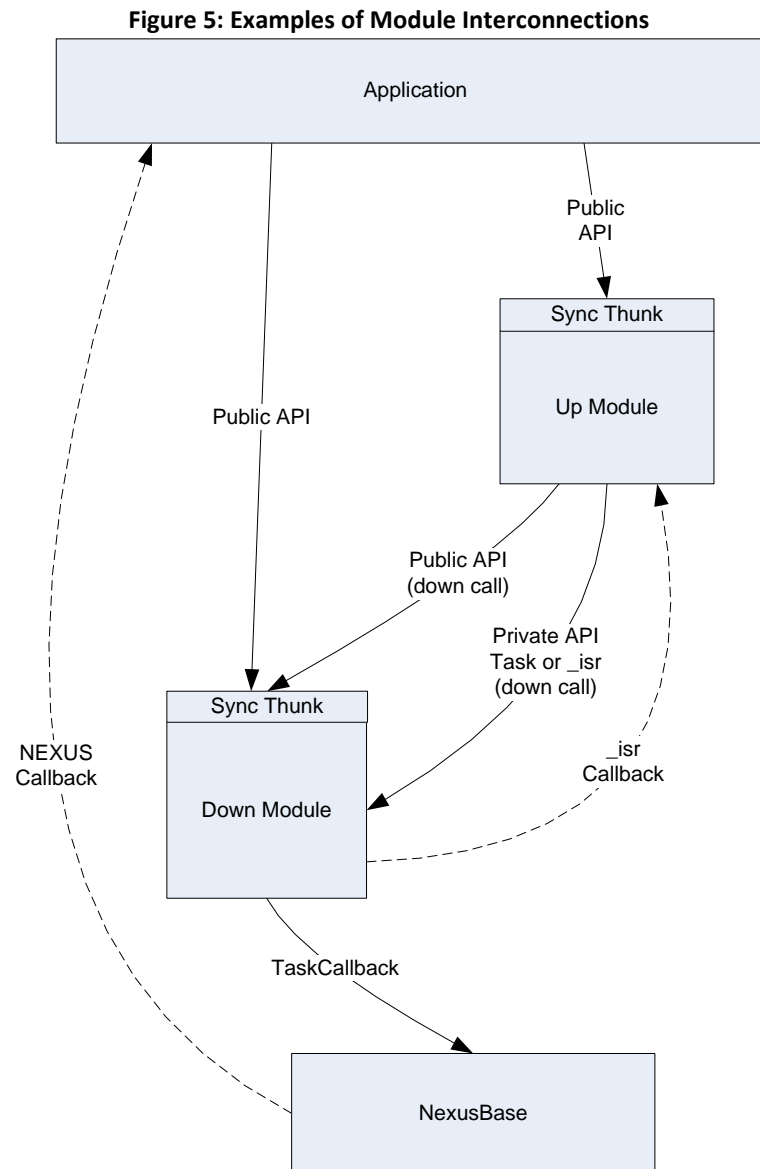 Figure 5: Examples of Module Interconnections
Application
Public
API
Sync Thunk
Up Module
Public API
Public API
(down call)
Private API
Task or _isr
(down call)
Sync Thunk
NEXUS
Callback
_isr
Callback
Down Module
TaskCallback
NexusBase